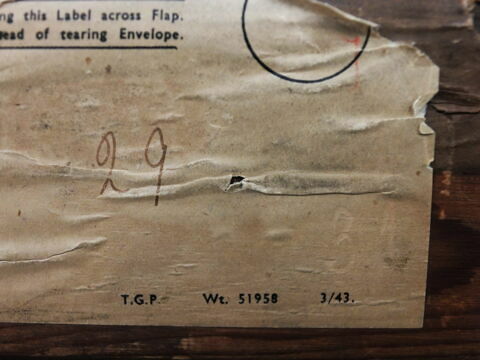 ng this Label across Flap.
ead of tearing Envelope.
29
T.G.P. Wt. 51958 3/43.